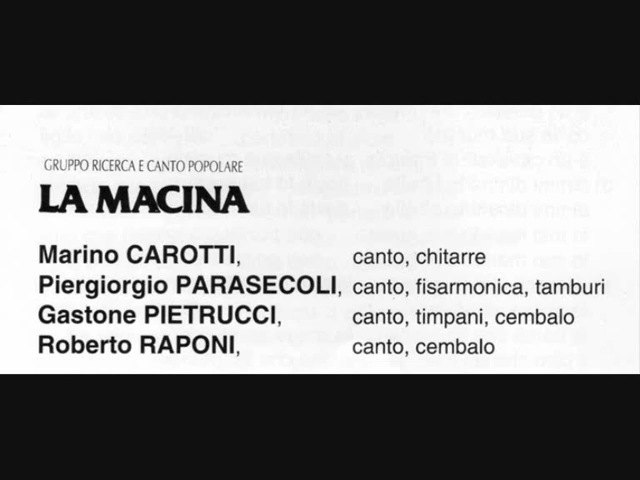 GRUPPO RICERCA E CANTO POPOLARE
LA MACINA
Marino CAROTTI, canto, chitarre
Piergiorgio PARASECOLI, canto, fisarmonica, tamburi
Gastone PIETRUCCI, canto, timpani, cembalo
Roberto RAPONI, canto, cembalo